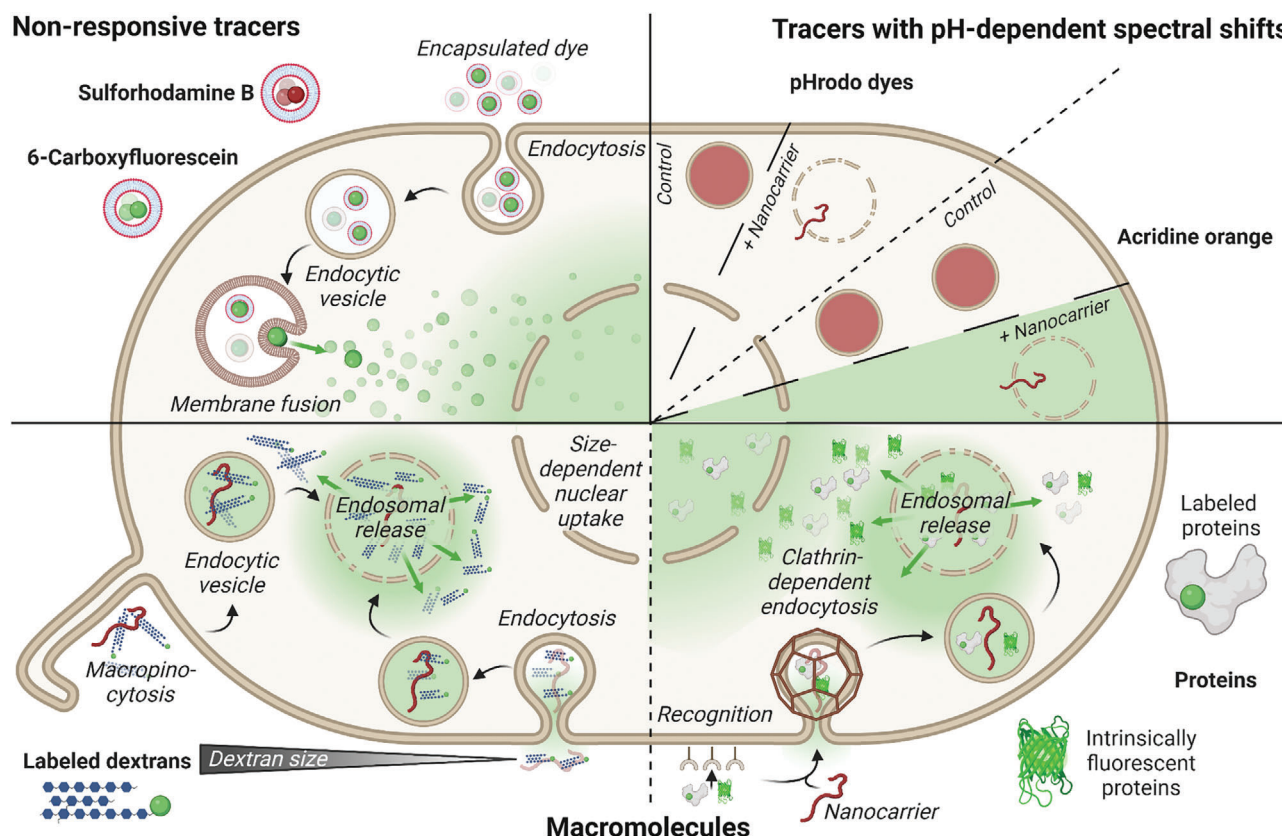 Non-responsive tracers
Tracers with pH-dependent spectral shifts
Encapsulated dye
Sulforhodamine B
6-Carboxyfluorescein
Endocytosis
Endocytic
vesicle
Membrane fusion
pHrodo dyes
Control
+ Nanocarrier
Control
Acridine orange
+ Nanocarrier
Size-
dependent
nuclear
uptake
Endosomal
release
Endocytic
vesicle
Macropino-
cytosis
Endocytosis
Labeled dextrans
Dextran size
Endosomal
release
Clathrin-
dependent
endocytosis
Recognition
Nanocarrier
Labeled
proteins
Proteins
Intrinsically
fluorescent
proteins
Macromolecules